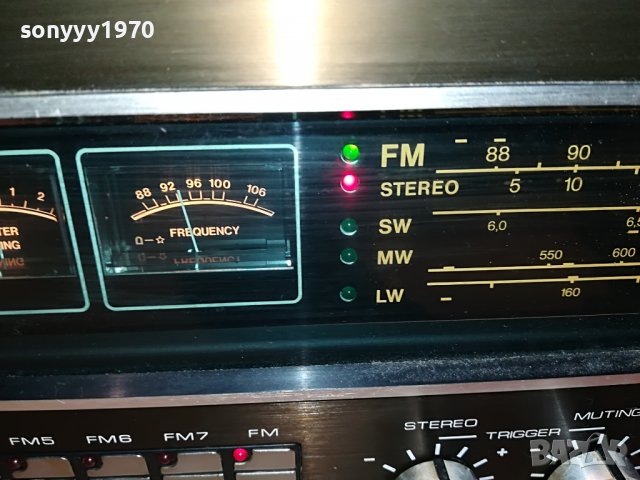 sonyyy1970
1 2
TER
ING
88 92 96 100 106
FREQUENCY
FM 88 90
STEREO 5 10
SW 6,0 6,5
MW 550 600
LW 160
FM5 FM6 FM7 FM
STEREO TRIGGER MUTING
BAZAR